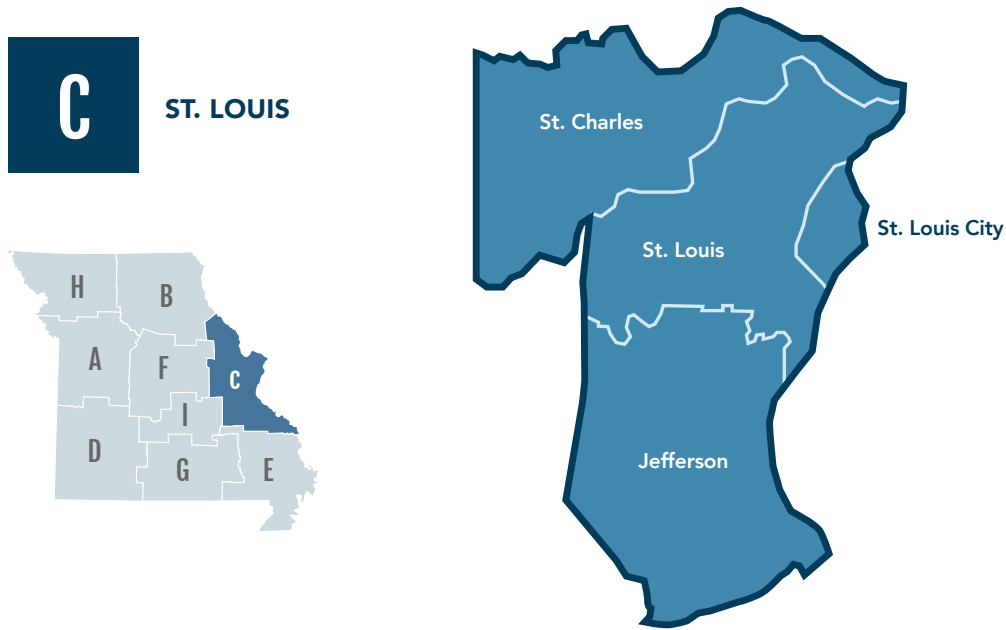 C
ST. LOUIS
St. Charles
St. Louis City
St. Louis
Jefferson
H
B
A
F
C
I
D
G
E